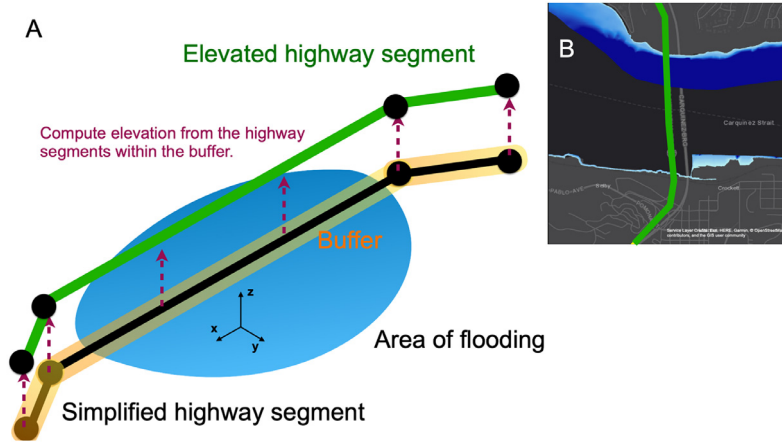 A
Elevated highway segment
Compute elevation from the highway
segments within the buffer.
Buffer
z
x
y
Area of flooding
Simplified highway segment
B
Carquinez Strait
Crockett